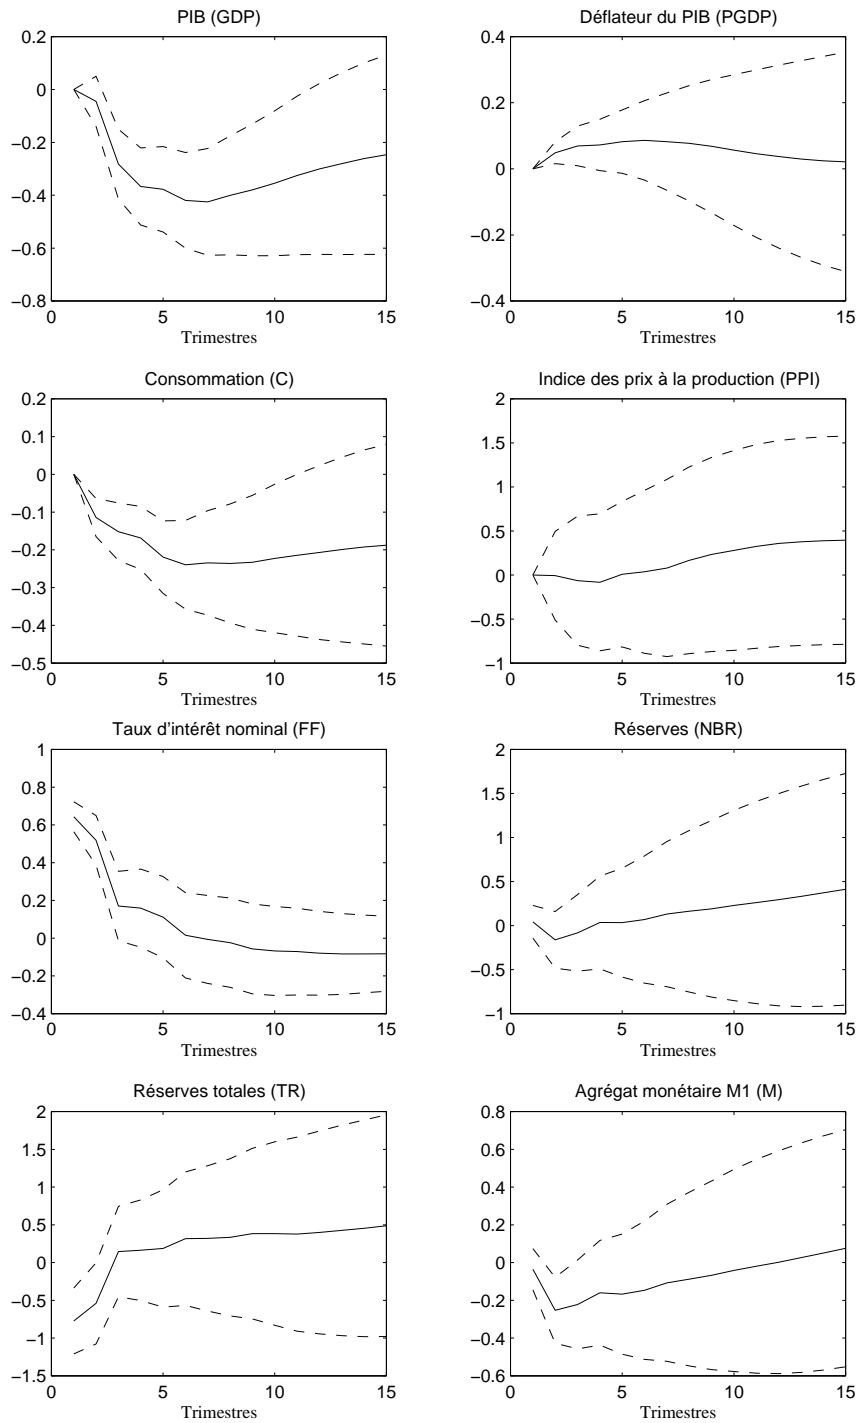 PIB (GDP)
0.2
0
−0.2
−0.4
−0.6
−0.8
0 5 10 15
Trimestres
Déflateur du PIB (PGDP)
0.4
0.2
0
−0.2
−0.4
0 5 10 15
Trimestres
Consommation (C)
0.2
0.1
0
−0.1
−0.2
−0.3
−0.4
−0.5
0 5 10 15
Trimestres
Indice des prix à la production (PPI)
2
1.5
1
0.5
0
−0.5
−1
0 5 10 15
Trimestres
Taux d'intérêt nominal (FF)
1
0.8
0.6
0.4
0.2
0
−0.2
−0.4
0 5 10 15
Trimestres
Réserves (NBR)
2
1.5
1
0.5
0
−0.5
−1
0 5 10 15
Trimestres
Réserves totales (TR)
2
1.5
1
0.5
0
−0.5
−1
−1.5
0 5 10 15
Trimestres
Agrégat monétaire M1 (M)
0.8
0.6
0.4
0.2
0
−0.2
−0.4
−0.6
0 5 10 15
Trimestres